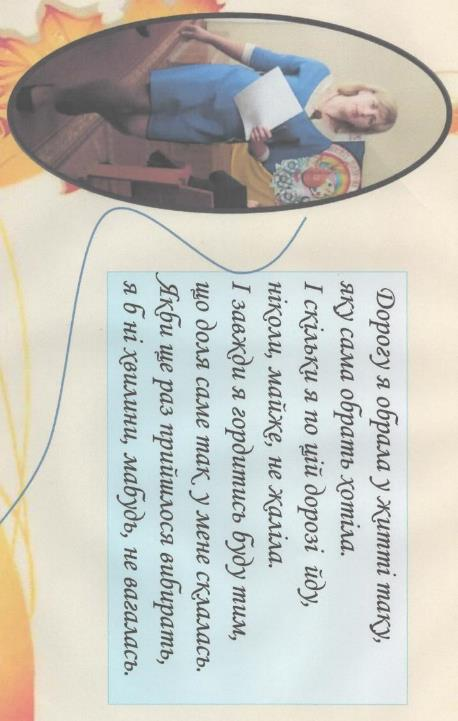 Дорогу я обрала у житті таку,
яку сама обрать хотіла.
І скільки я по цій дорозі йду,
ніколи, майже, не жаліла.
І завжди я гордитись буду тим,
що доля саме так у мене склалась.
Якби ще раз прийшлося вибирать,
я б ні хвилини, мабудь, не вагалась.